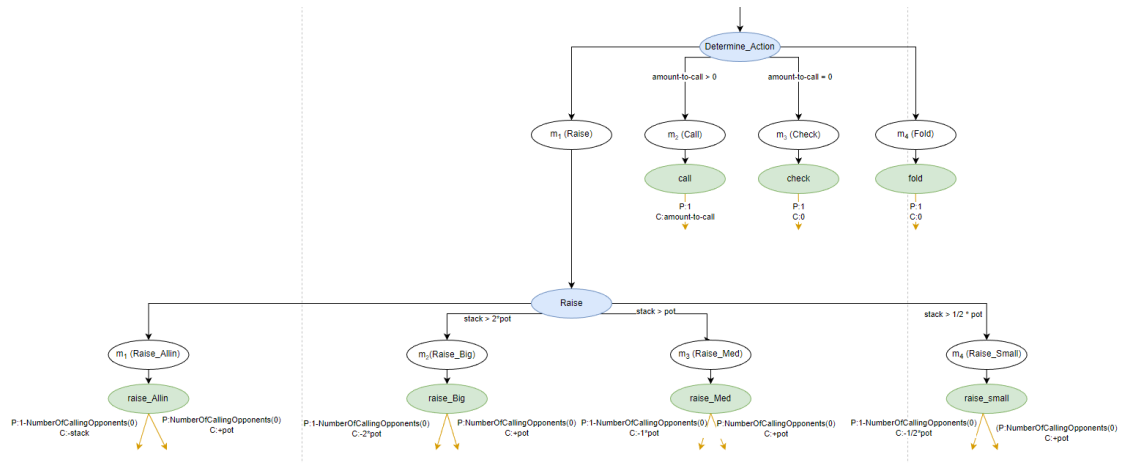 Determine_Action
amount-to-call > 0
amount-to-call = 0
m₁ (Raise)
m₂ (Call)
m₃ (Check)
m₄ (Fold)
call
check
fold
P:1
C:amount-to-call
P:1
C:0
P:1
C:0
Raise
stack > 2*pot
stack > pot
stack > 1/2 * pot
m₁ (Raise_Allin)
m₂(Raise_Big)
m₃ (Raise_Med)
m₄ (Raise_Small)
raise_Allin
raise_Big
raise_Med
raise_small
P:1-NumberOfCallingOpponents(0)
C:-stack
P:NumberOfCallingOpponents(0)
C:+pot
P:1-NumberOfCallingOpponents(0)
C:-2*pot
P:NumberOfCallingOpponents(0)
C:+pot
P:1-NumberOfCallingOpponents(0)
C:-1*pot
P:NumberOfCallingOpponents(0)
C:+pot
P:1-NumberOfCallingOpponents(0)
C:-1/2*pot
(P:NumberOfCallingOpponents(0)
C:+pot